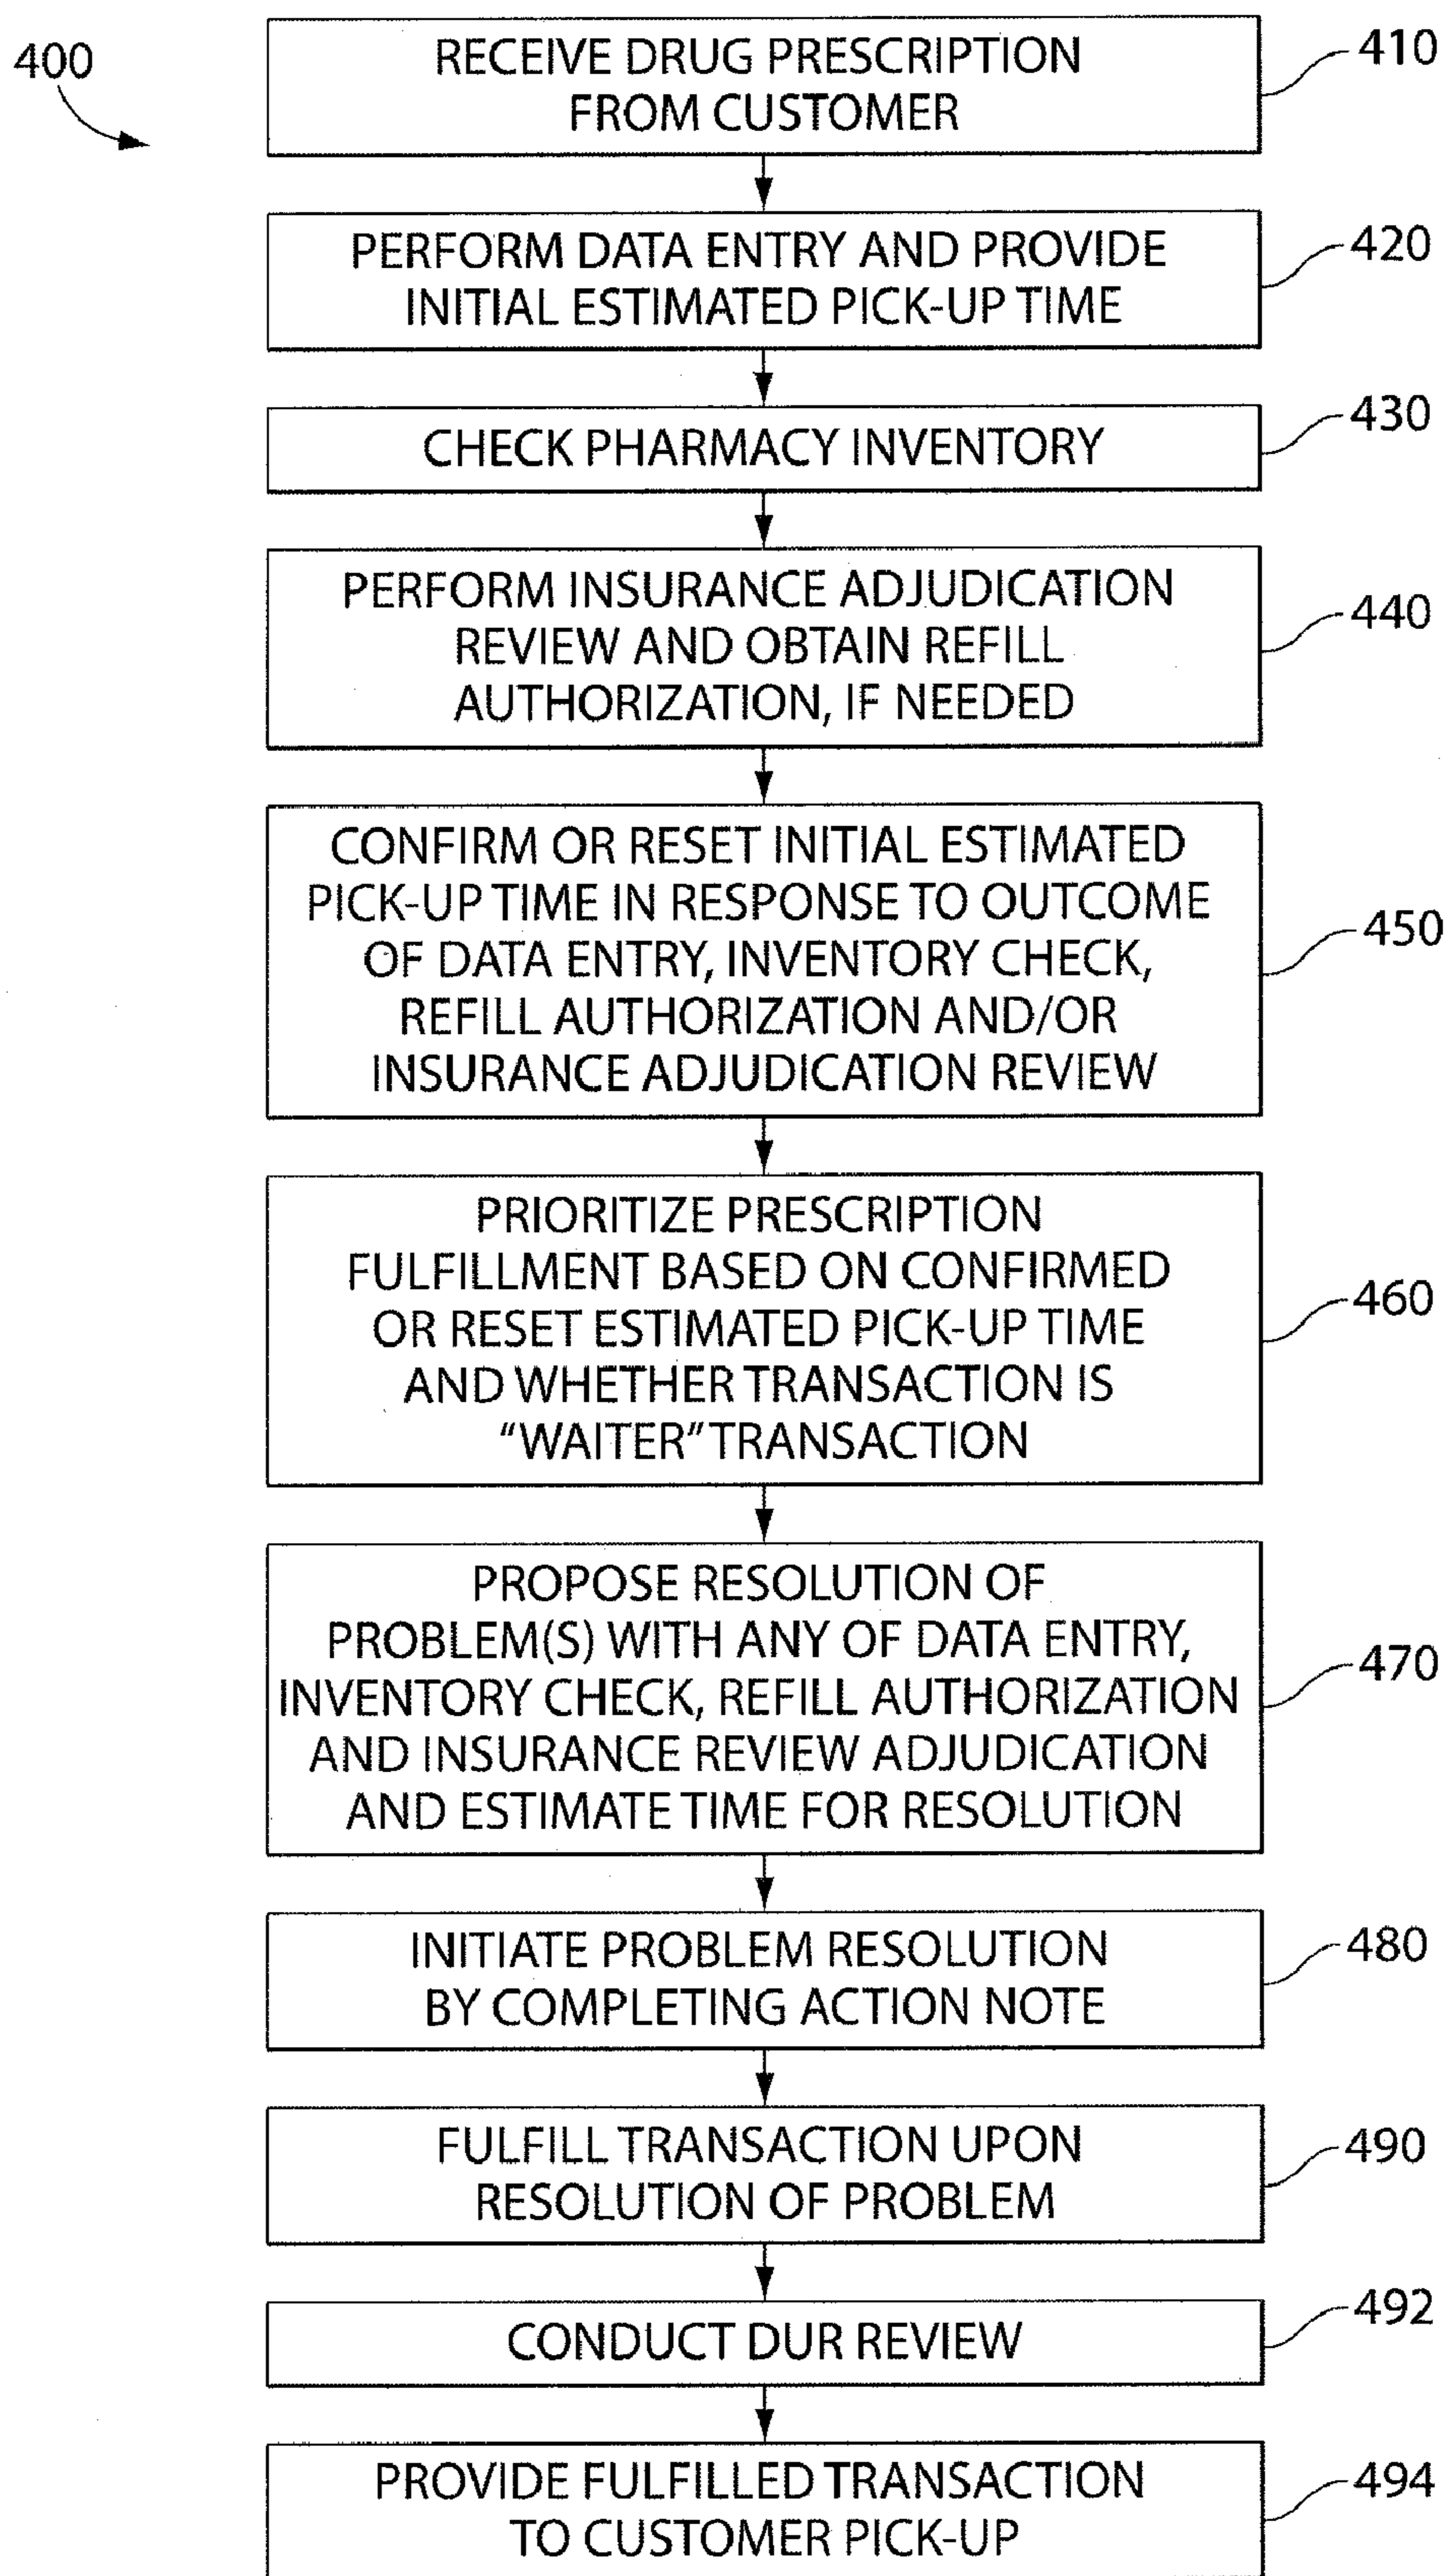 400
RECEIVE DRUG PRESCRIPTION
FROM CUSTOMER
410
PERFORM DATA ENTRY AND PROVIDE
INITIAL ESTIMATED PICK-UP TIME
420
CHECK PHARMACY INVENTORY
430
PERFORM INSURANCE ADJUDICATION
REVIEW AND OBTAIN REFILL
AUTHORIZATION, IF NEEDED
440
CONFIRM OR RESET INITIAL ESTIMATED
PICK-UP TIME IN RESPONSE TO OUTCOME
OF DATA ENTRY, INVENTORY CHECK,
REFILL AUTHORIZATION AND/OR
INSURANCE ADJUDICATION REVIEW
450
PRIORITIZE PRESCRIPTION
FULFILLMENT BASED ON CONFIRMED
OR RESET ESTIMATED PICK-UP TIME
AND WHETHER TRANSACTION IS
“WAITER” TRANSACTION
460
PROPOSE RESOLUTION OF
PROBLEM(S) WITH ANY OF DATA ENTRY,
INVENTORY CHECK, REFILL AUTHORIZATION
AND INSURANCE REVIEW ADJUDICATION
AND ESTIMATE TIME FOR RESOLUTION
470
INITIATE PROBLEM RESOLUTION
BY COMPLETING ACTION NOTE
480
FULFILL TRANSACTION UPON
RESOLUTION OF PROBLEM
490
CONDUCT DUR REVIEW
492
PROVIDE FULFILLED TRANSACTION
TO CUSTOMER PICK-UP
494